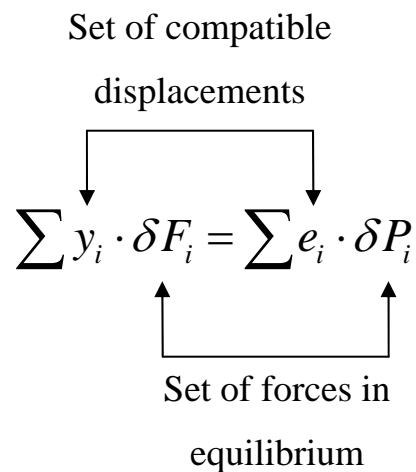 Set of compatible
displacements
∑ y_i · δF_i = ∑ e_i · δP_i
Set of forces in
equilibrium